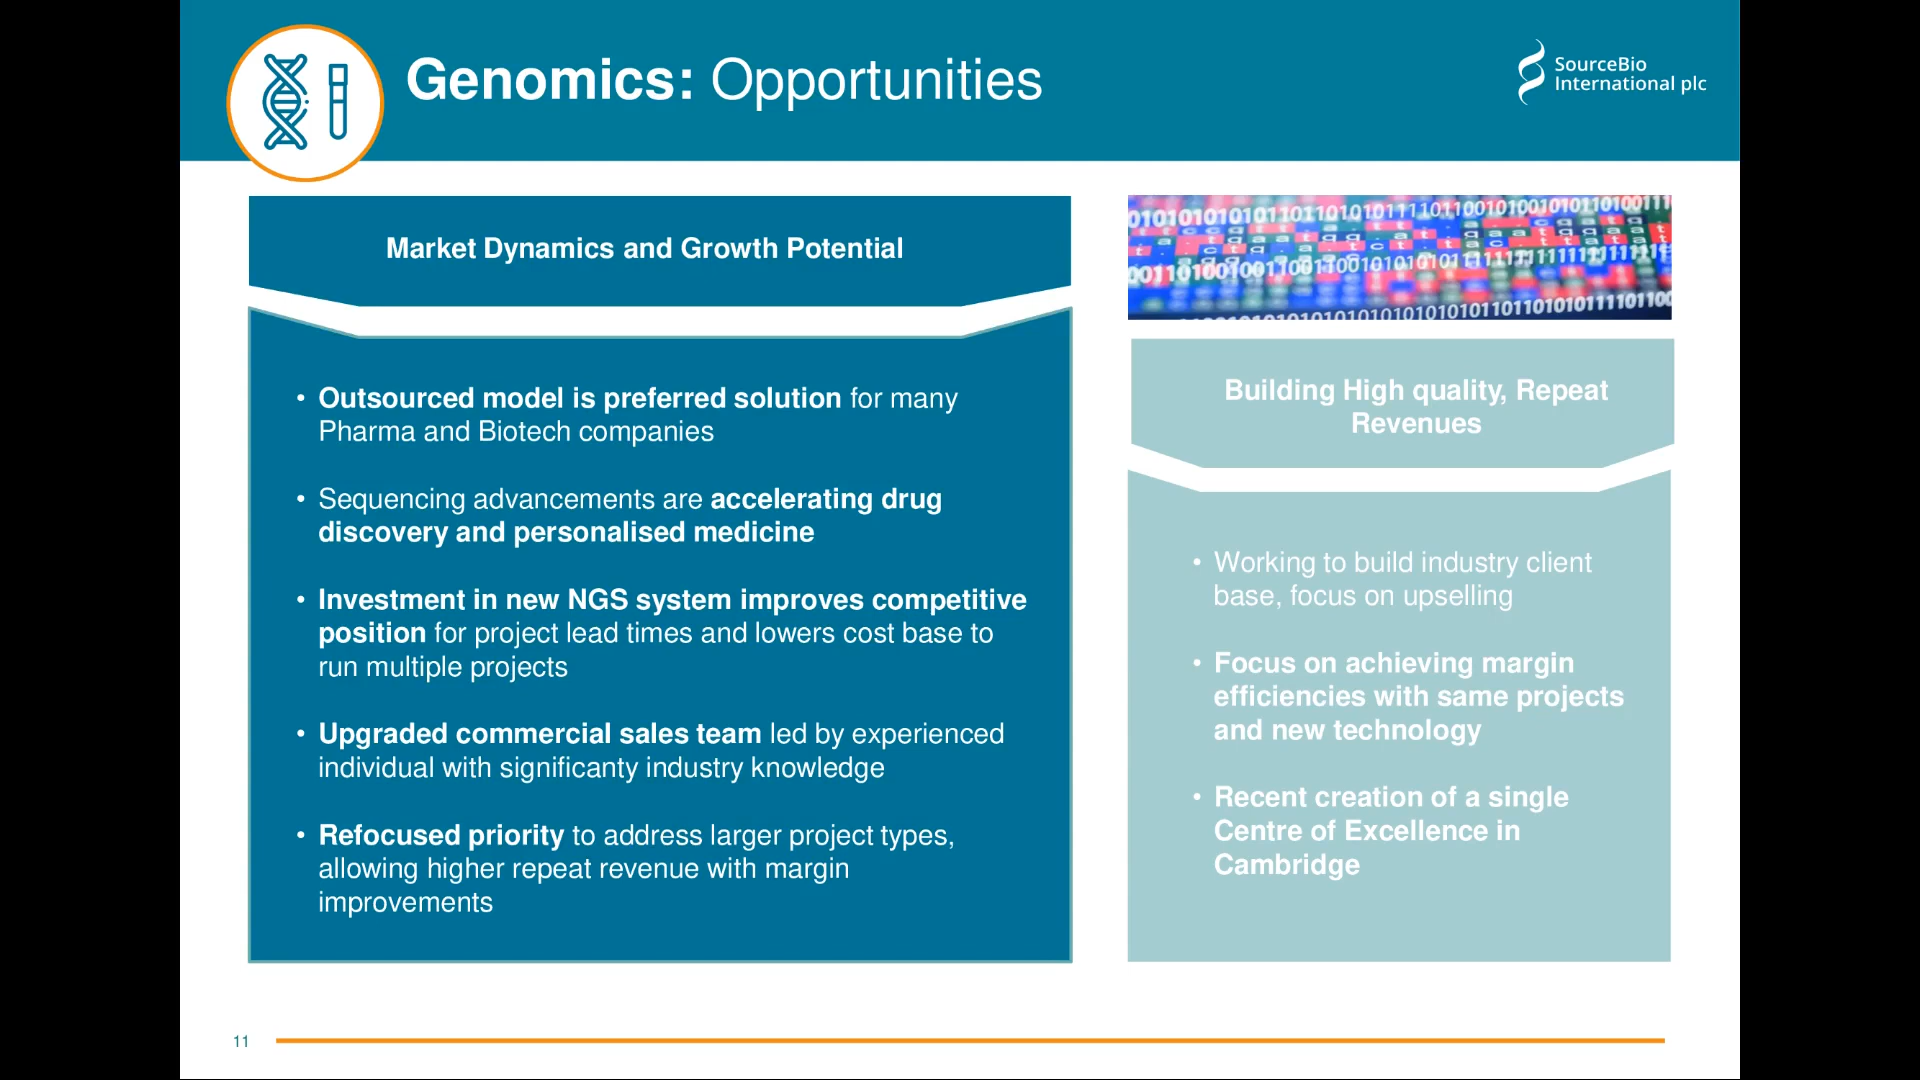 Genomics: Opportunities
SourceBio
International plc
Market Dynamics and Growth Potential
• Outsourced model is preferred solution for many
Pharma and Biotech companies
• Sequencing advancements are accelerating drug
discovery and personalised medicine
• Investment in new NGS system improves competitive
position for project lead times and lowers cost base to
run multiple projects
• Upgraded commercial sales team led by experienced
individual with significanty industry knowledge
• Refocused priority to address larger project types,
allowing higher repeat revenue with margin
improvements
Building High quality, Repeat
Revenues
• Working to build industry client
base, focus on upselling
• Focus on achieving margin
efficiencies with same projects
and new technology
• Recent creation of a single
Centre of Excellence in
Cambridge
11